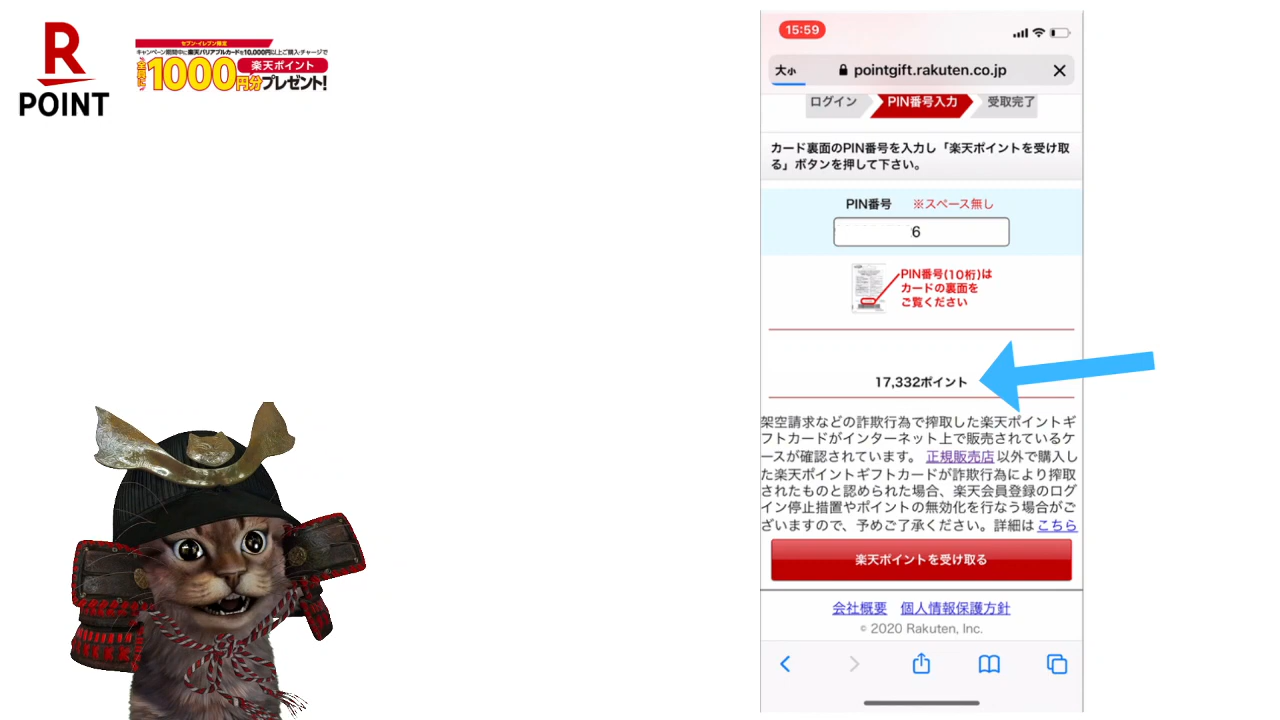 R
POINT
セブン-イレブン限定
キャンペーン期間中に楽天バリアブルカードを10,000円以上ご購入・チャージで
全員に1000円分楽天ポイントプレゼント!
15:59
大小 pointgift.rakuten.co.jp
ログイン PIN番号入力 受取完了
カード裏面のPIN番号を入力し「楽天ポイントを受け取
る」ボタンを押して下さい。
PIN番号 ※スペース無し
6
PIN番号(10桁)は
カードの裏面を
ご覧ください
17,332ポイント
架空請求などの詐欺行為で搾取した楽天ポイントギ
フトカードがインターネット上で販売されているケ
ースが確認されています。 正規販売店以外で購入し
た楽天ポイントギフトカードが詐欺行為により搾取
されたものと認められた場合、楽天会員登録のログ
イン停止措置やポイントの無効化を行なう場合がご
ざいますので、予めご了承ください。詳細は こちら
楽天ポイントを受け取る
会社概要 個人情報保護方針
© 2020 Rakuten, Inc.